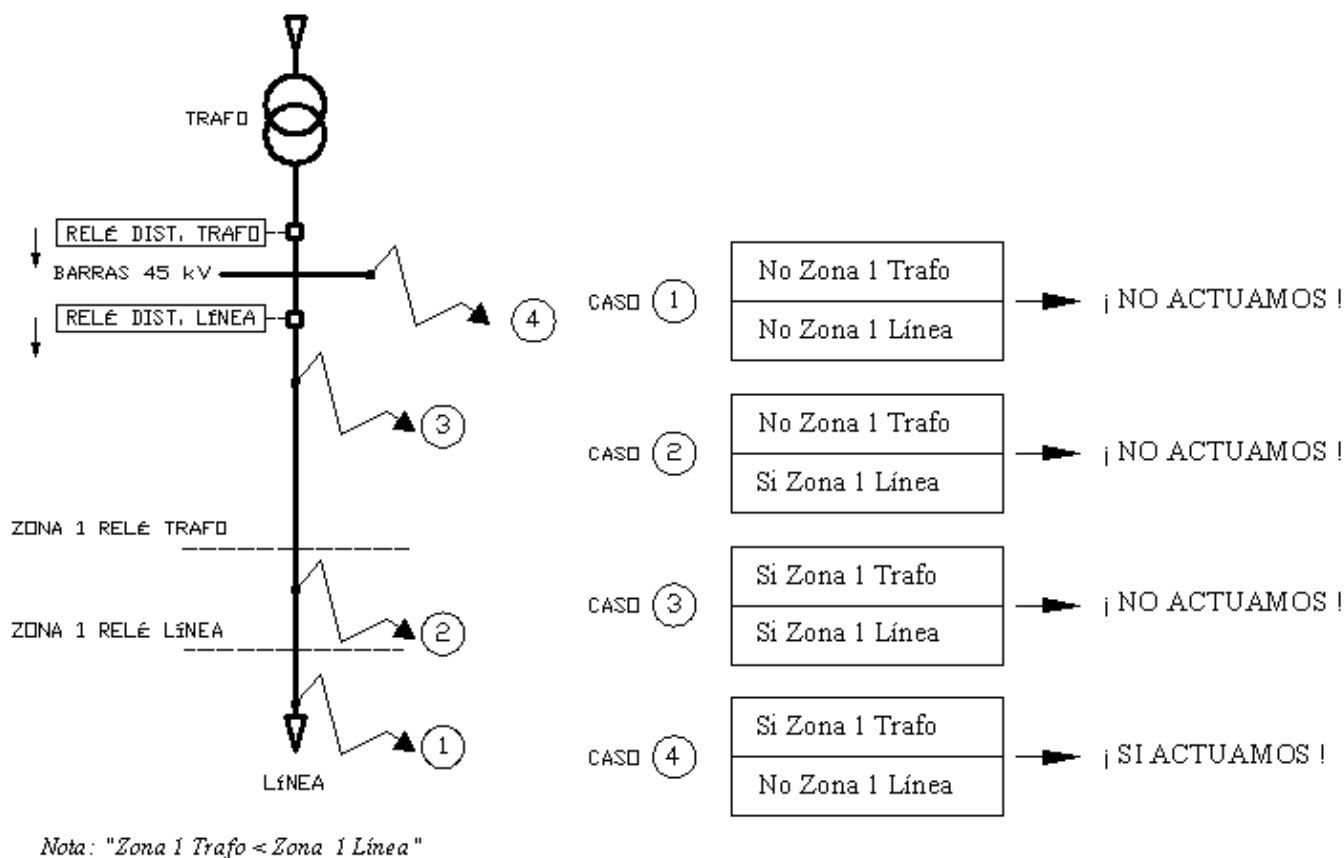 TRAFO
RELÉ DIST. TRAFO
BARRAS 45 kV
RELÉ DIST. LÍNEA
4
3
ZONA 1 RELÉ TRAFO
2
ZONA 1 RELÉ LÍNEA
1
LÍNEA
Nota: "Zona 1 Trafo < Zona 1 Línea"
CASO 1
No Zona 1 Trafo
No Zona 1 Línea
¡ NO ACTUAMOS !
CASO 2
No Zona 1 Trafo
Si Zona 1 Línea
¡ NO ACTUAMOS !
CASO 3
Si Zona 1 Trafo
Si Zona 1 Línea
¡ NO ACTUAMOS !
CASO 4
Si Zona 1 Trafo
No Zona 1 Línea
¡ SI ACTUAMOS !